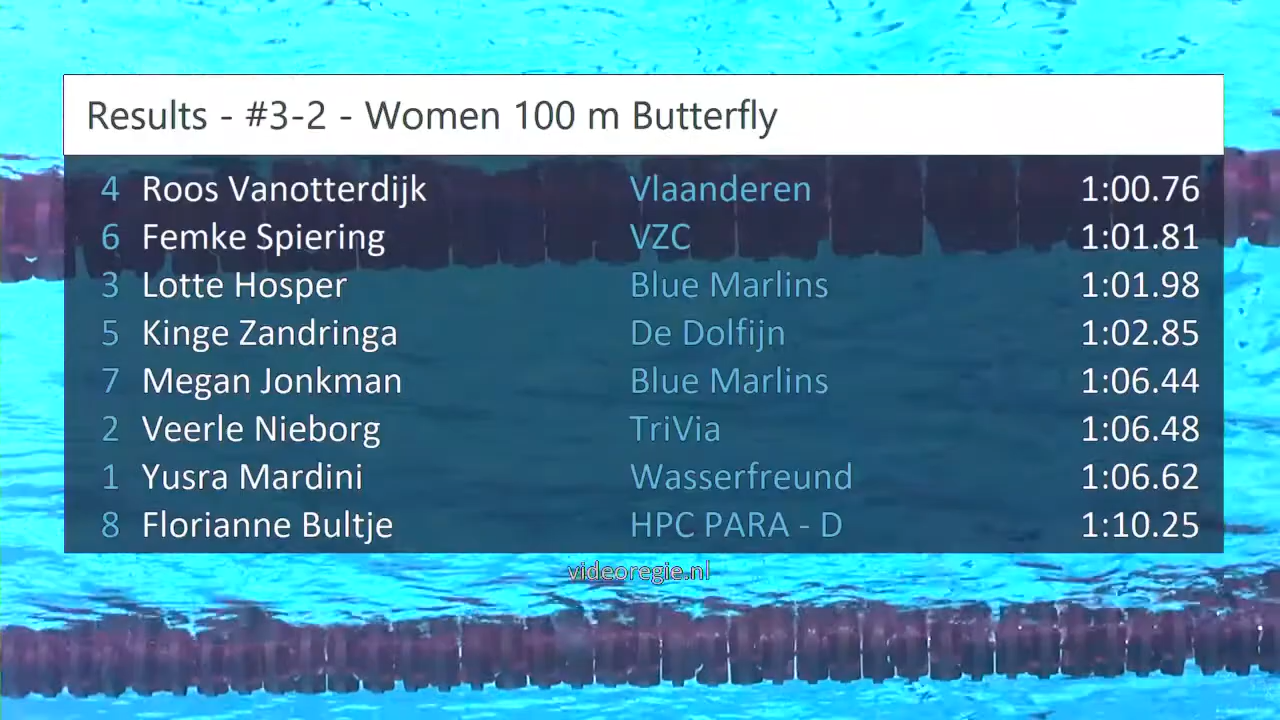 Results - #3-2 - Women 100 m Butterfly
4 Roos Vanotterdijk Vlaanderen 1:00.76
6 Femke Spiering VZC 1:01.81
3 Lotte Hosper Blue Marlins 1:01.98
5 Kinge Zandringa De Dolfijn 1:02.85
7 Megan Jonkman Blue Marlins 1:06.44
2 Veerle Nieborg TriVia 1:06.48
1 Yusra Mardini Wasserfreund 1:06.62
8 Florianne Bultje HPC PARA - D 1:10.25
videoregie.nl